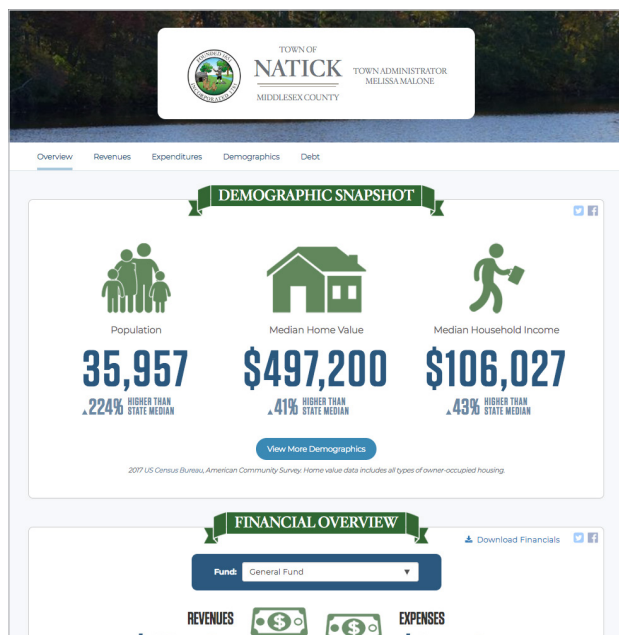 TOWN OF
NATICK
MIDDLESEX COUNTY
TOWN ADMINISTRATOR
MELISSA MALONE
Overview Revenues Expenditures Demographics Debt
DEMOGRAPHIC SNAPSHOT
Population Median Home Value Median Household Income
35,957 $497,200 $106,027
▲224% HIGHER THAN STATE MEDIAN ▲41% HIGHER THAN STATE MEDIAN ▲43% HIGHER THAN STATE MEDIAN
View More Demographics
2017 US Census Bureau, American Community Survey. Home value data includes all types of owner-occupied housing.
FINANCIAL OVERVIEW
Download Financials
Fund: General Fund ▼
REVENUES EXPENSES